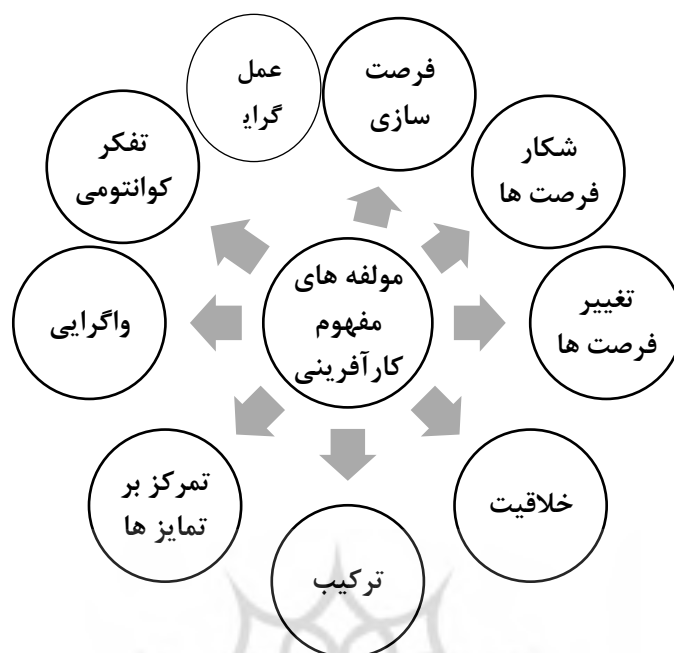 مولفه های
مفهوم
کارآفرینی
فرصت
سازی
شکار
فرصت ها
تغییر
فرصت ها
خلاقیت
ترکیب
تمرکز بر
تمایز ها
واگرایی
تفکر
کوانتومی
عمل
گرای